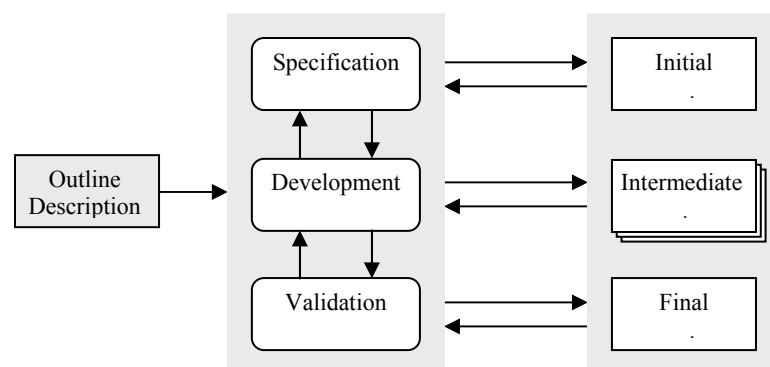 Specification
Initial
.
Outline
Description
Development
Intermediate
.
Validation
Final
.